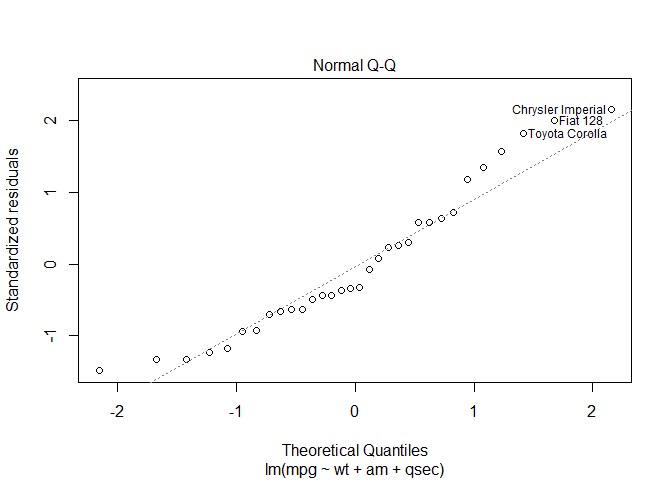 Normal Q-Q
Standardized residuals
2
1
0
-1
Chrysler Imperial
Fiat 128
Toyota Corolla
-2 -1 0 1 2
Theoretical Quantiles
lm(mpg ~ wt + am + qsec)